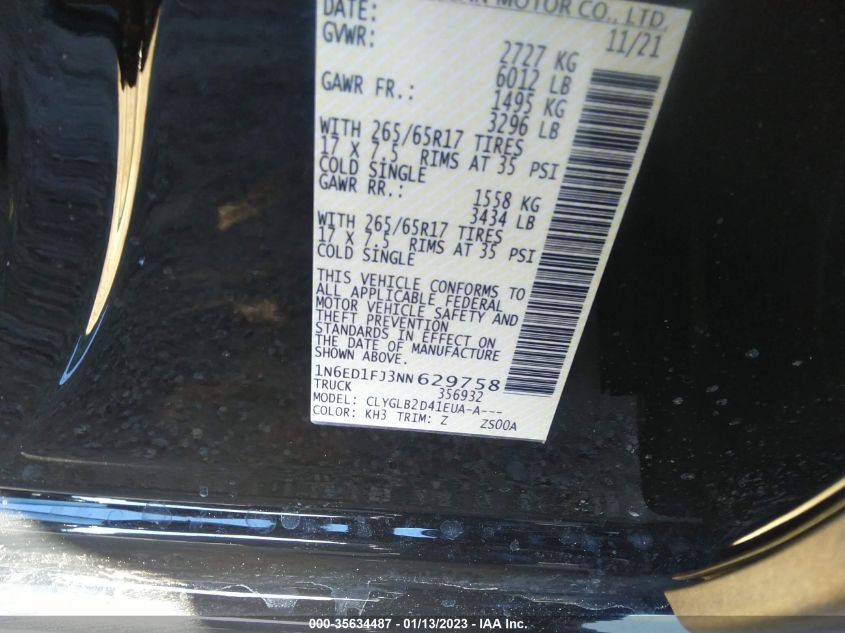 MOTOR CO., LTD.
DATE: 11/21
GVWR: 2727 KG
6012 LB
GAWR FR.: 1495 KG
3296 LB
WITH 265/65R17 TIRES
17 X 7.5 RIMS AT 35 PSI
COLD SINGLE
GAWR RR.: 1558 KG
3434 LB
WITH 265/65R17 TIRES
17 X 7.5 RIMS AT 35 PSI
COLD SINGLE
THIS VEHICLE CONFORMS TO
ALL APPLICABLE FEDERAL
MOTOR VEHICLE SAFETY AND
THEFT PREVENTION
STANDARDS IN EFFECT ON
THE DATE OF MANUFACTURE
SHOWN ABOVE.
1N6ED1FJ3NN629758
TRUCK 356932
MODEL: CLYGLB2D41EUA-A---
COLOR: KH3 TRIM: Z ZS00A
000-35634487 - 01/13/2023 - IAA Inc.